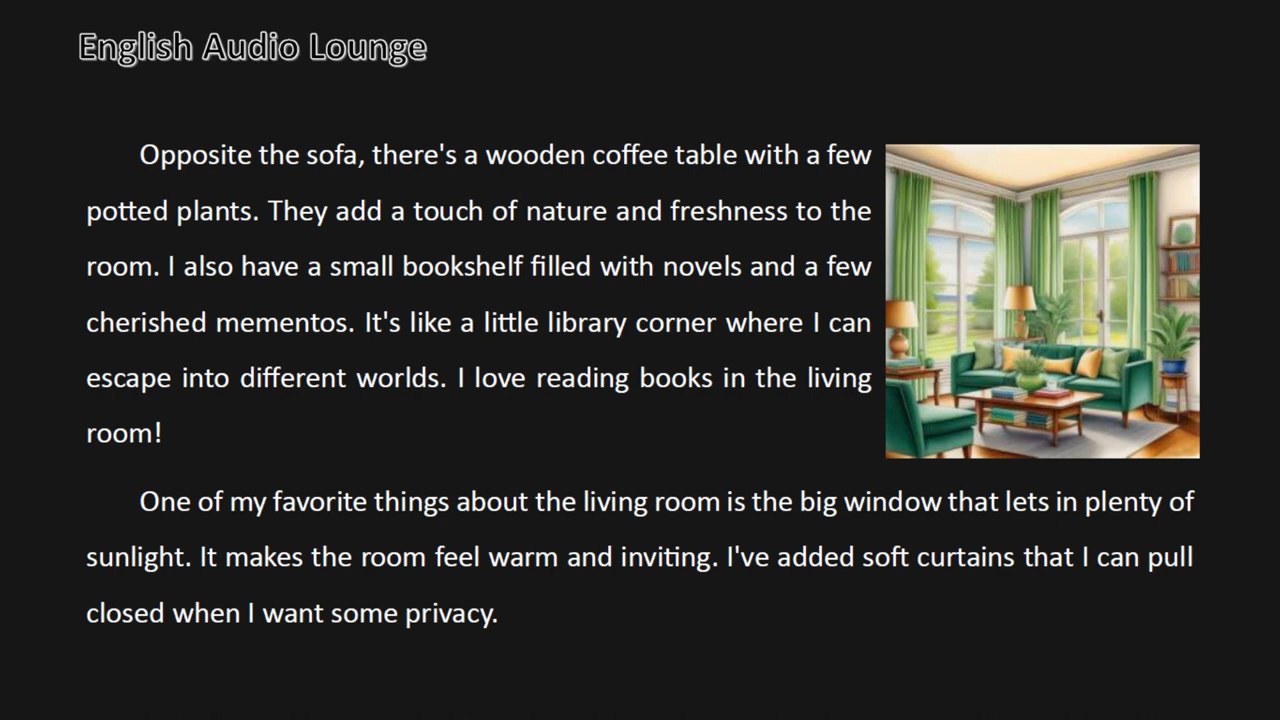 English Audio Lounge
Opposite the sofa, there's a wooden coffee table with a few
potted plants. They add a touch of nature and freshness to the
room. I also have a small bookshelf filled with novels and a few
cherished mementos. It's like a little library corner where I can
escape into different worlds. I love reading books in the living
room!
One of my favorite things about the living room is the big window that lets in plenty of
sunlight. It makes the room feel warm and inviting. I've added soft curtains that I can pull
closed when I want some privacy.